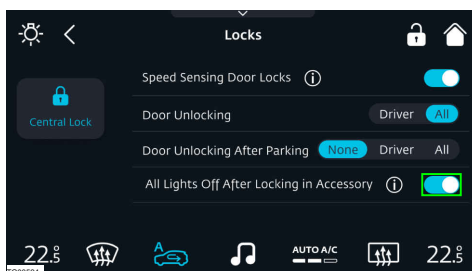 Locks
Speed Sensing Door Locks
Central Lock
Door Unlocking Driver All
Door Unlocking After Parking None Driver All
All Lights Off After Locking in Accessory
22.5 A AUTO A/C 22.5